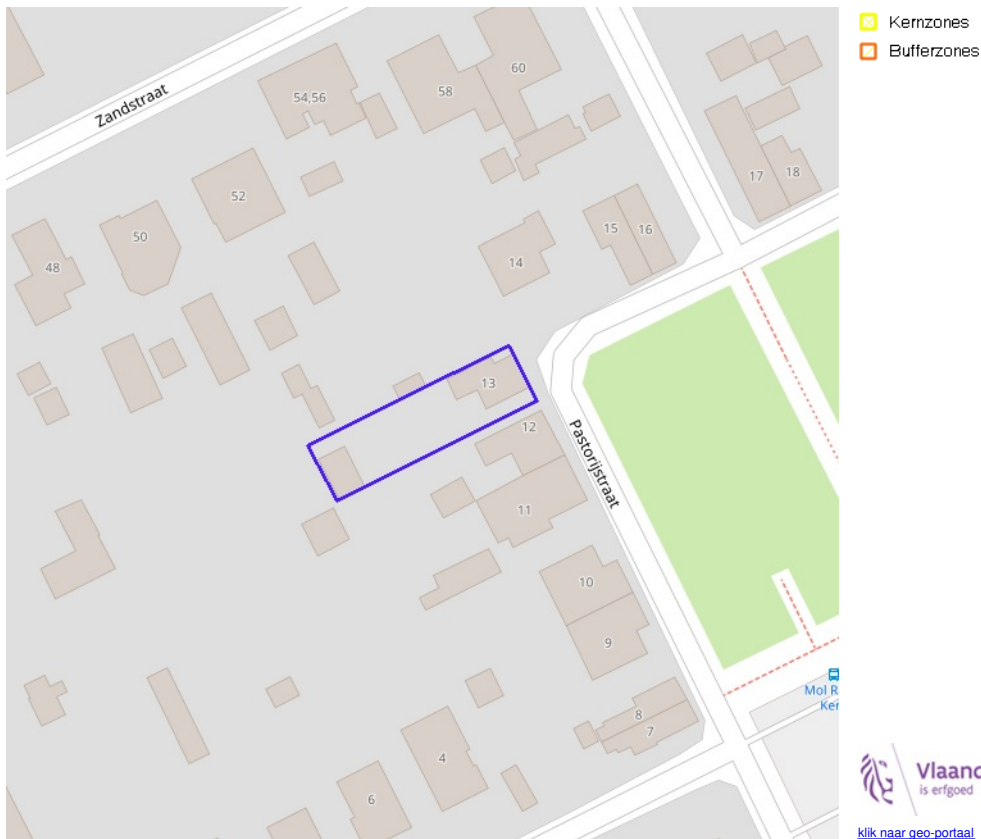 Kernzones
Bufferzones
Zandstraat
54,56
58
60
17
18
52
50
48
15
16
14
13
12
Pastorijstraat
11
10
9
Mol R
Ker
8
7
4
6
Vlaand
is erfgoed
klik naar geo-portaal